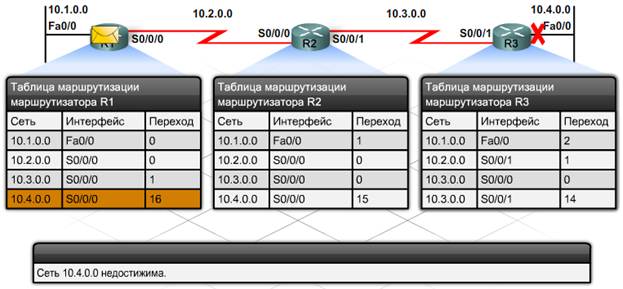 10.1.0.0 10.2.0.0 10.3.0.0 10.4.0.0
Fa0/0 S0/0/0 S0/0/0 S0/0/1 S0/0/1 Fa0/0
R1 R2 R3
Таблица маршрутизации маршрутизатора R1
Сеть Интерфейс Переход
10.1.0.0 Fa0/0 0
10.2.0.0 S0/0/0 0
10.3.0.0 S0/0/0 1
10.4.0.0 S0/0/0 16
Таблица маршрутизации маршрутизатора R2
Сеть Интерфейс Переход
10.1.0.0 Fa0/0 1
10.2.0.0 S0/0/0 0
10.3.0.0 S0/0/0 0
10.4.0.0 S0/0/0 15
Таблица маршрутизации маршрутизатора R3
Сеть Интерфейс Переход
10.1.0.0 Fa0/0 2
10.2.0.0 S0/0/1 1
10.3.0.0 S0/0/0 0
10.3.0.0 S0/0/1 14
Сеть 10.4.0.0 недостижима.